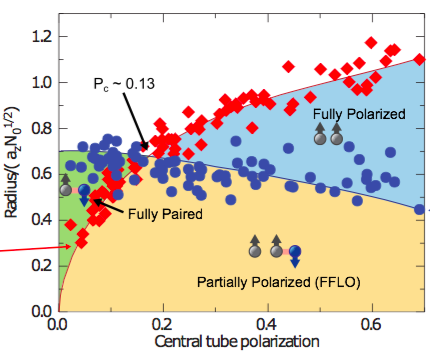 1.2
1.0
0.8
0.6
0.4
0.2
0.0
Radius/( a_zN_0^{1/2})
P_c ~ 0.13
Fully Polarized
Fully Paired
Partially Polarized (FFLO)
0.0 0.2 0.4 0.6
Central tube polarization